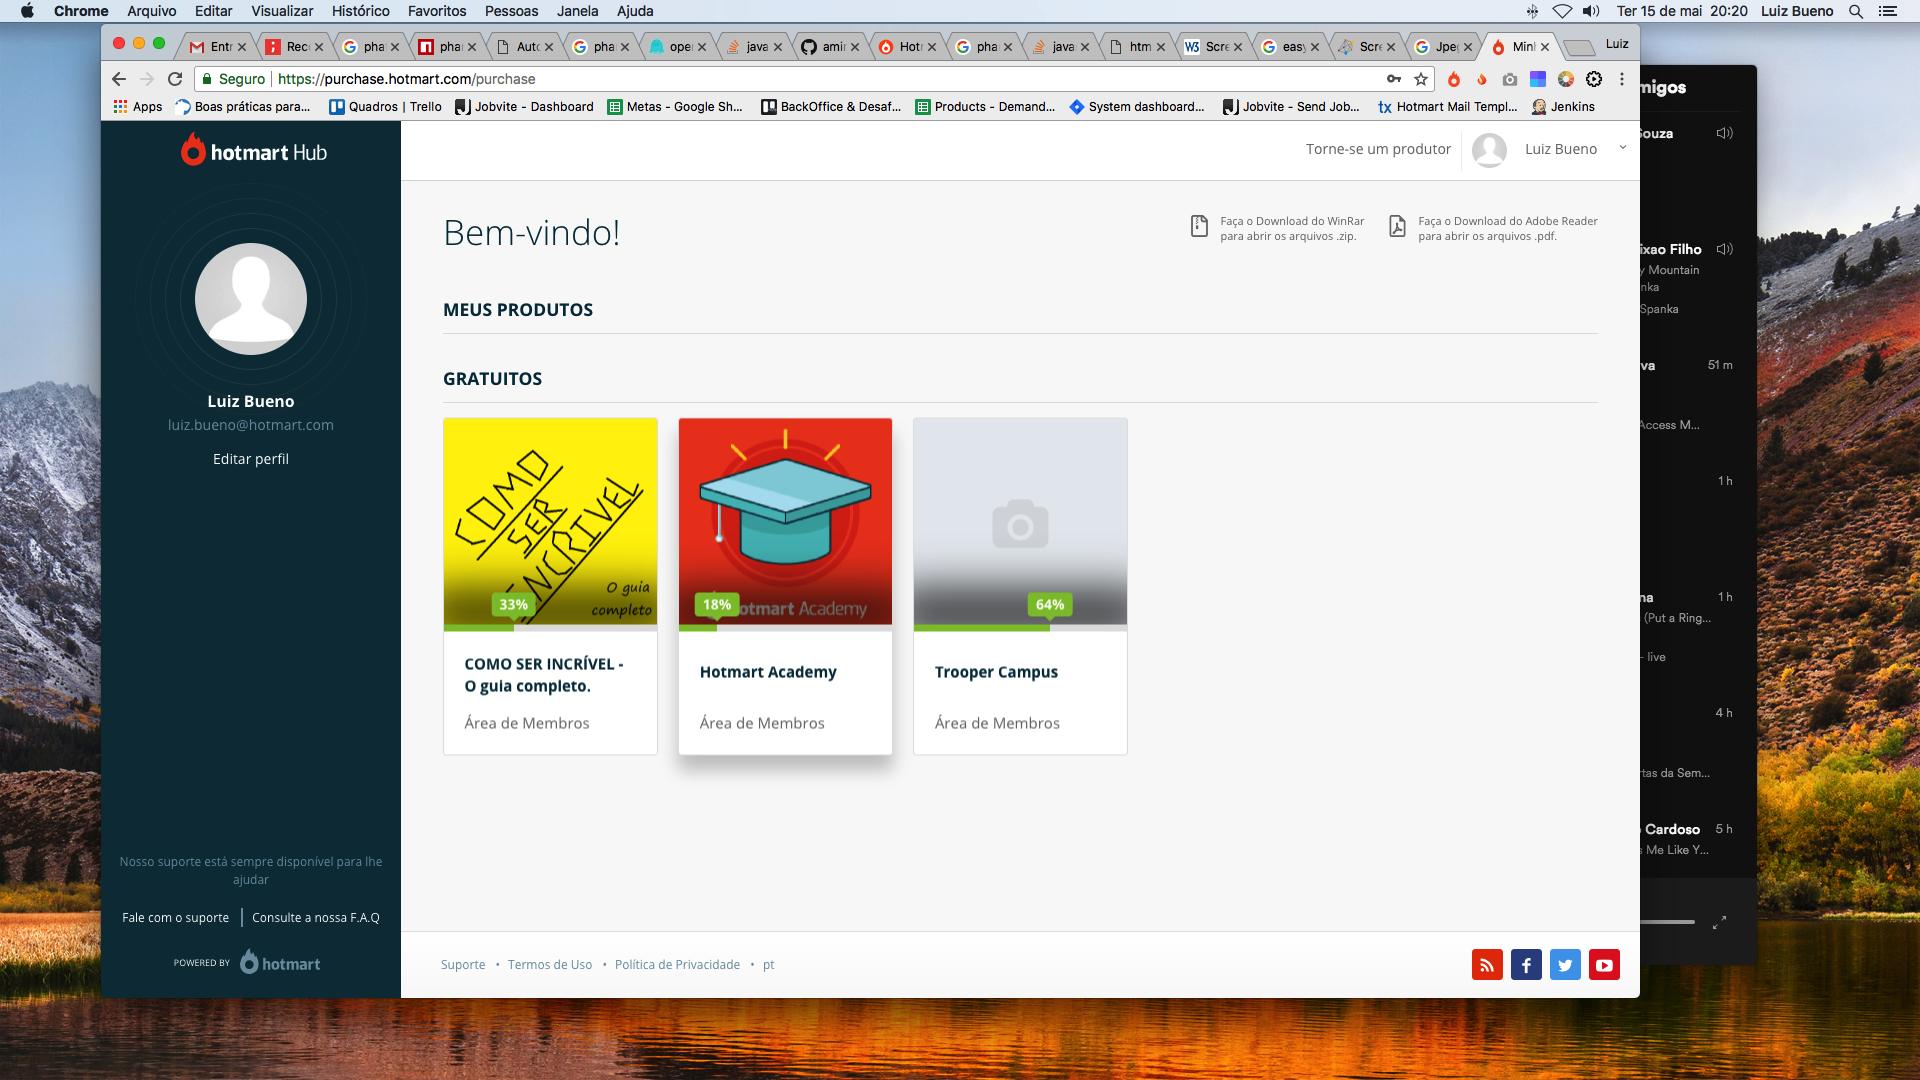 Chrome Arquivo Editar Visualizar Histórico Favoritos Pessoas Janela Ajuda Ter 15 de mai 20:20 Luiz Bueno
Entr Rec pha phar Auto pha oper java amir Hotr pha java htm Scre easy Scre Jpeg Minh Luiz
Seguro https://purchase.hotmart.com/purchase
Apps Boas práticas para... Quadros | Trello Jobvite - Dashboard Metas - Google Sh... BackOffice & Desaf... Products - Demand... System dashboard... Jobvite - Send Job... tx Hotmart Mail Templ... Jenkins
hotmart Hub
Luiz Bueno
luiz.bueno@hotmart.com
Editar perfil
Nosso suporte está sempre disponível para lhe
ajudar
Fale com o suporte | Consulte a nossa F.A.Q
POWERED BY hotmart
Torne-se um produtor Luiz Bueno
Bem-vindo!
Faça o Download do WinRar
para abrir os arquivos .zip.
Faça o Download do Adobe Reader
para abrir os arquivos .pdf.
MEUS PRODUTOS
GRATUITOS
COMO
SER
INCRIVEL
O guia
completo
33%
COMO SER INCRÍVEL -
O guia completo.
Área de Membros
18%
otmart Academy
Hotmart Academy
Área de Membros
64%
Trooper Campus
Área de Membros
Suporte • Termos de Uso • Política de Privacidade • pt
migos
Souza
ixao Filho
y Mountain
nka
Spanka
va 51 m
Access M...
1 h
na 1 h
(Put a Ring...
- live
4 h
rtas da Sem...
Cardoso 5 h
s Me Like Y...